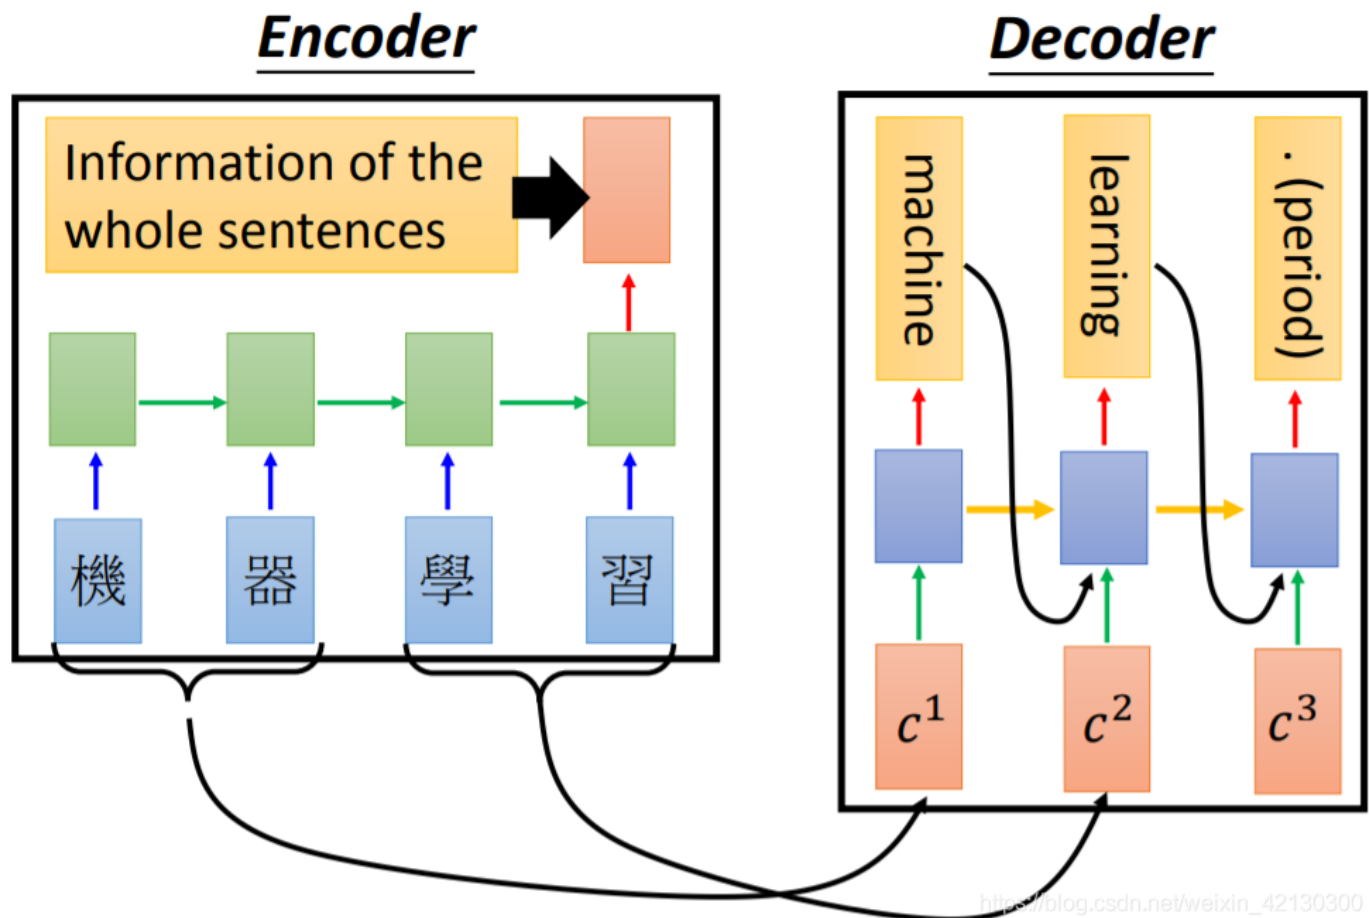 Encoder
Decoder
Information of the
whole sentences
machine
learning
. (period)
機
器
學
習
c¹
c²
c³
https://blog.csdn.net/weixin_42130300